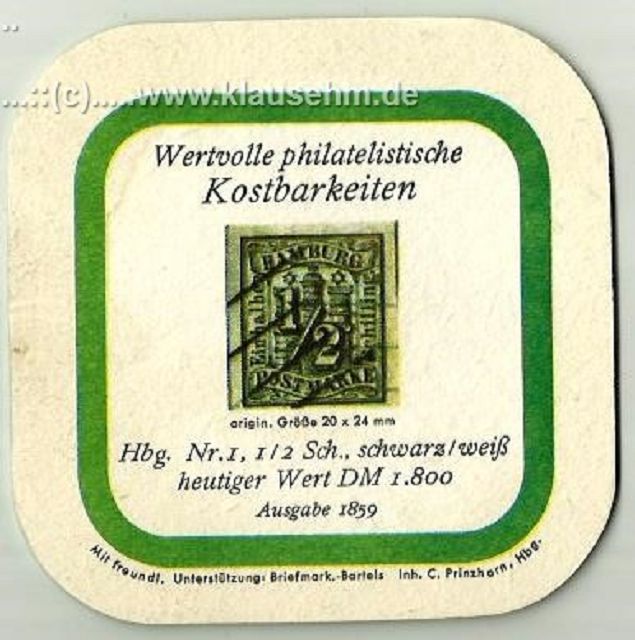 ..
...::(c).....www.klausehm.de
Wertvolle philatelistische
Kostbarkeiten
HAMBURG
Einhalber
1/2
Schilling
POSTMARKE
origin. Größe 20 x 24 mm
Hbg. Nr.1, 1/2 Sch., schwarz/weiß
heutiger Wert DM 1.800
Ausgabe 1859
Mit freundl. Unterstützung: Briefmark.-Bartels Inh. C. Prinzhorn, Hbg.